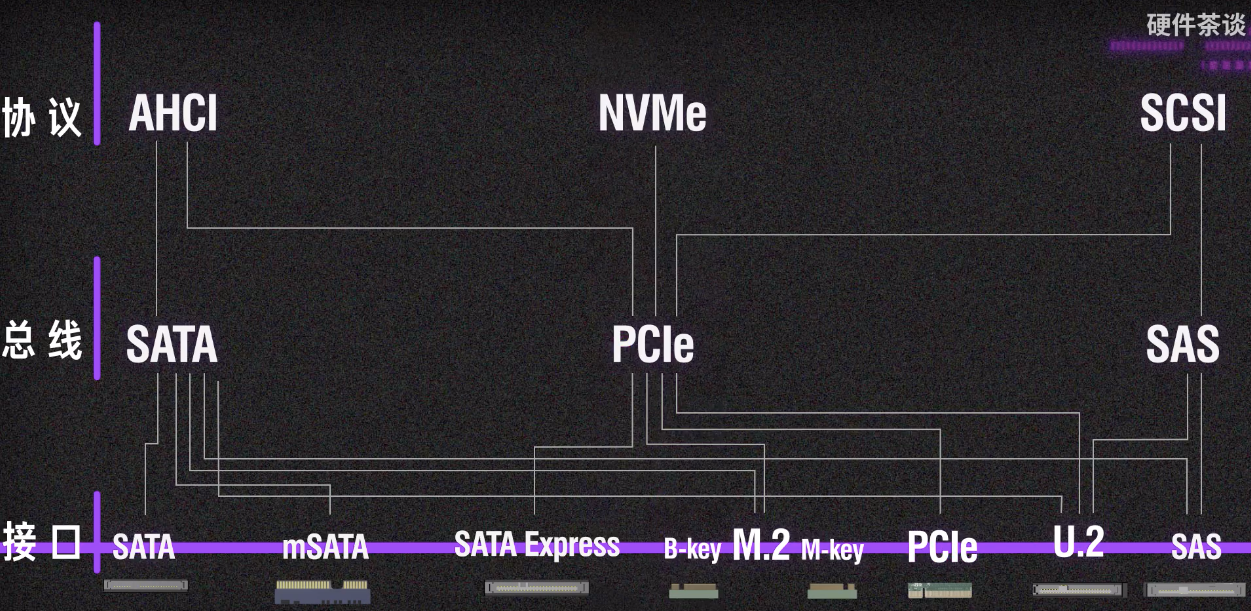 硬件茶谈
协议 AHCI NVMe SCSI
总线 SATA PCIe SAS
接口 SATA mSATA SATA Express B-key M.2 M-key PCIe U.2 SAS